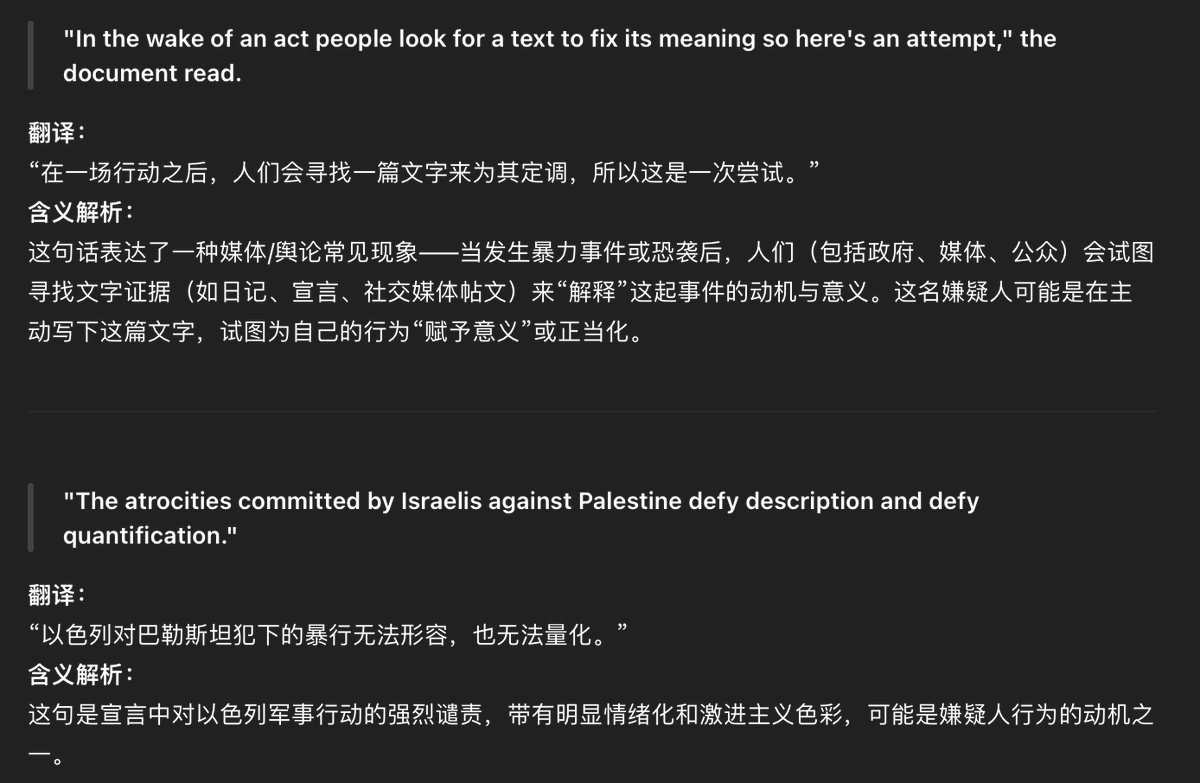 "In the wake of an act people look for a text to fix its meaning so here's an attempt," the
document read.
翻译：
“在一场行动之后，人们会寻找一篇文字来为其定调，所以这是一次尝试。”
含义解析：
这句话表达了一种媒体/舆论常见现象——当发生暴力事件或恐袭后，人们（包括政府、媒体、公众）会试图
寻找文字证据（如日记、宣言、社交媒体帖文）来“解释”这起事件的动机与意义。这名嫌疑人可能是在主
动写下这篇文字，试图为自己的行为“赋予意义”或正当化。
"The atrocities committed by Israelis against Palestine defy description and defy
quantification."
翻译：
“以色列对巴勒斯坦犯下的暴行无法形容，也无法量化。”
含义解析：
这句是宣言中对以色列军事行动的强烈谴责，带有明显情绪化和激进主义色彩，可能是嫌疑人行为的动机之
一。